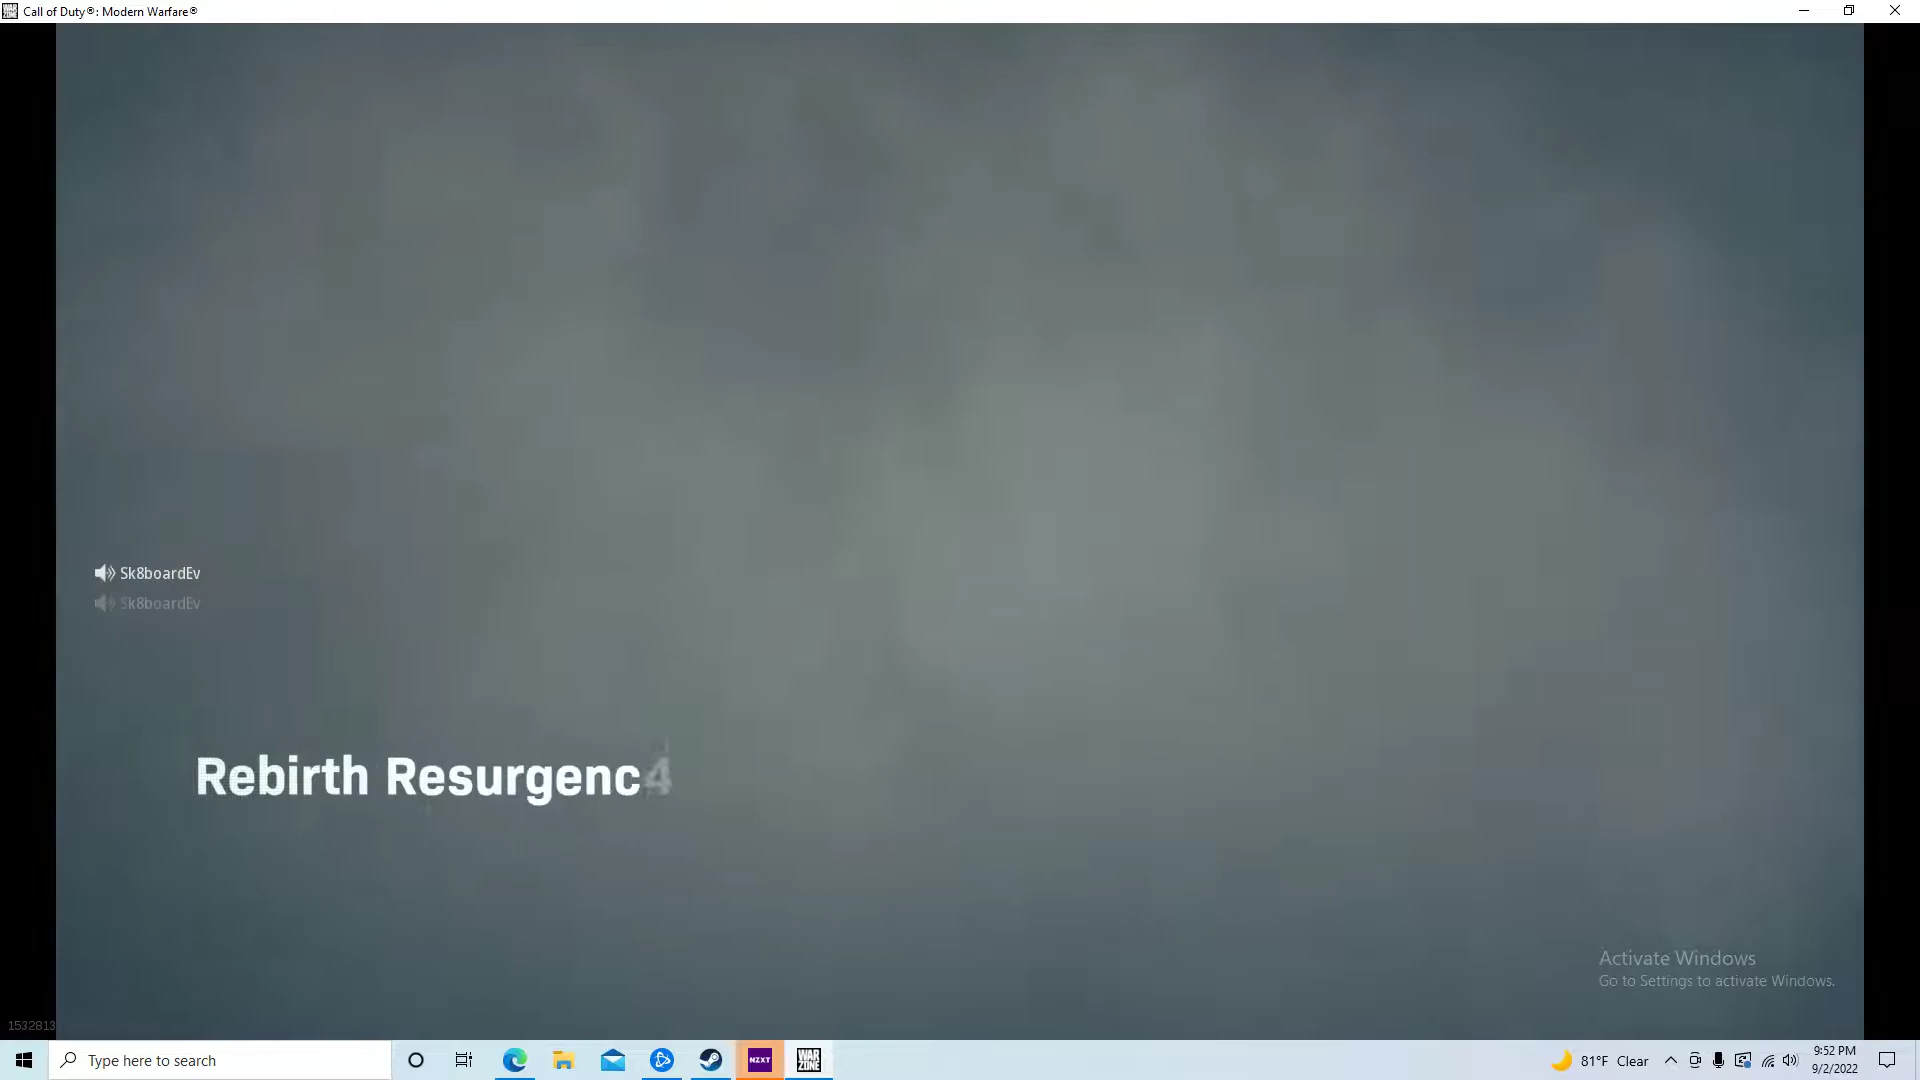 Call of Duty®: Modern Warfare®
Sk8boardEv
Sk8boardEv
Rebirth Resurgenc4
Activate Windows
Go to Settings to activate Windows.
1532813
Type here to search
NZXT
WAR
ZONE
81°F Clear
9:52 PM
9/2/2022